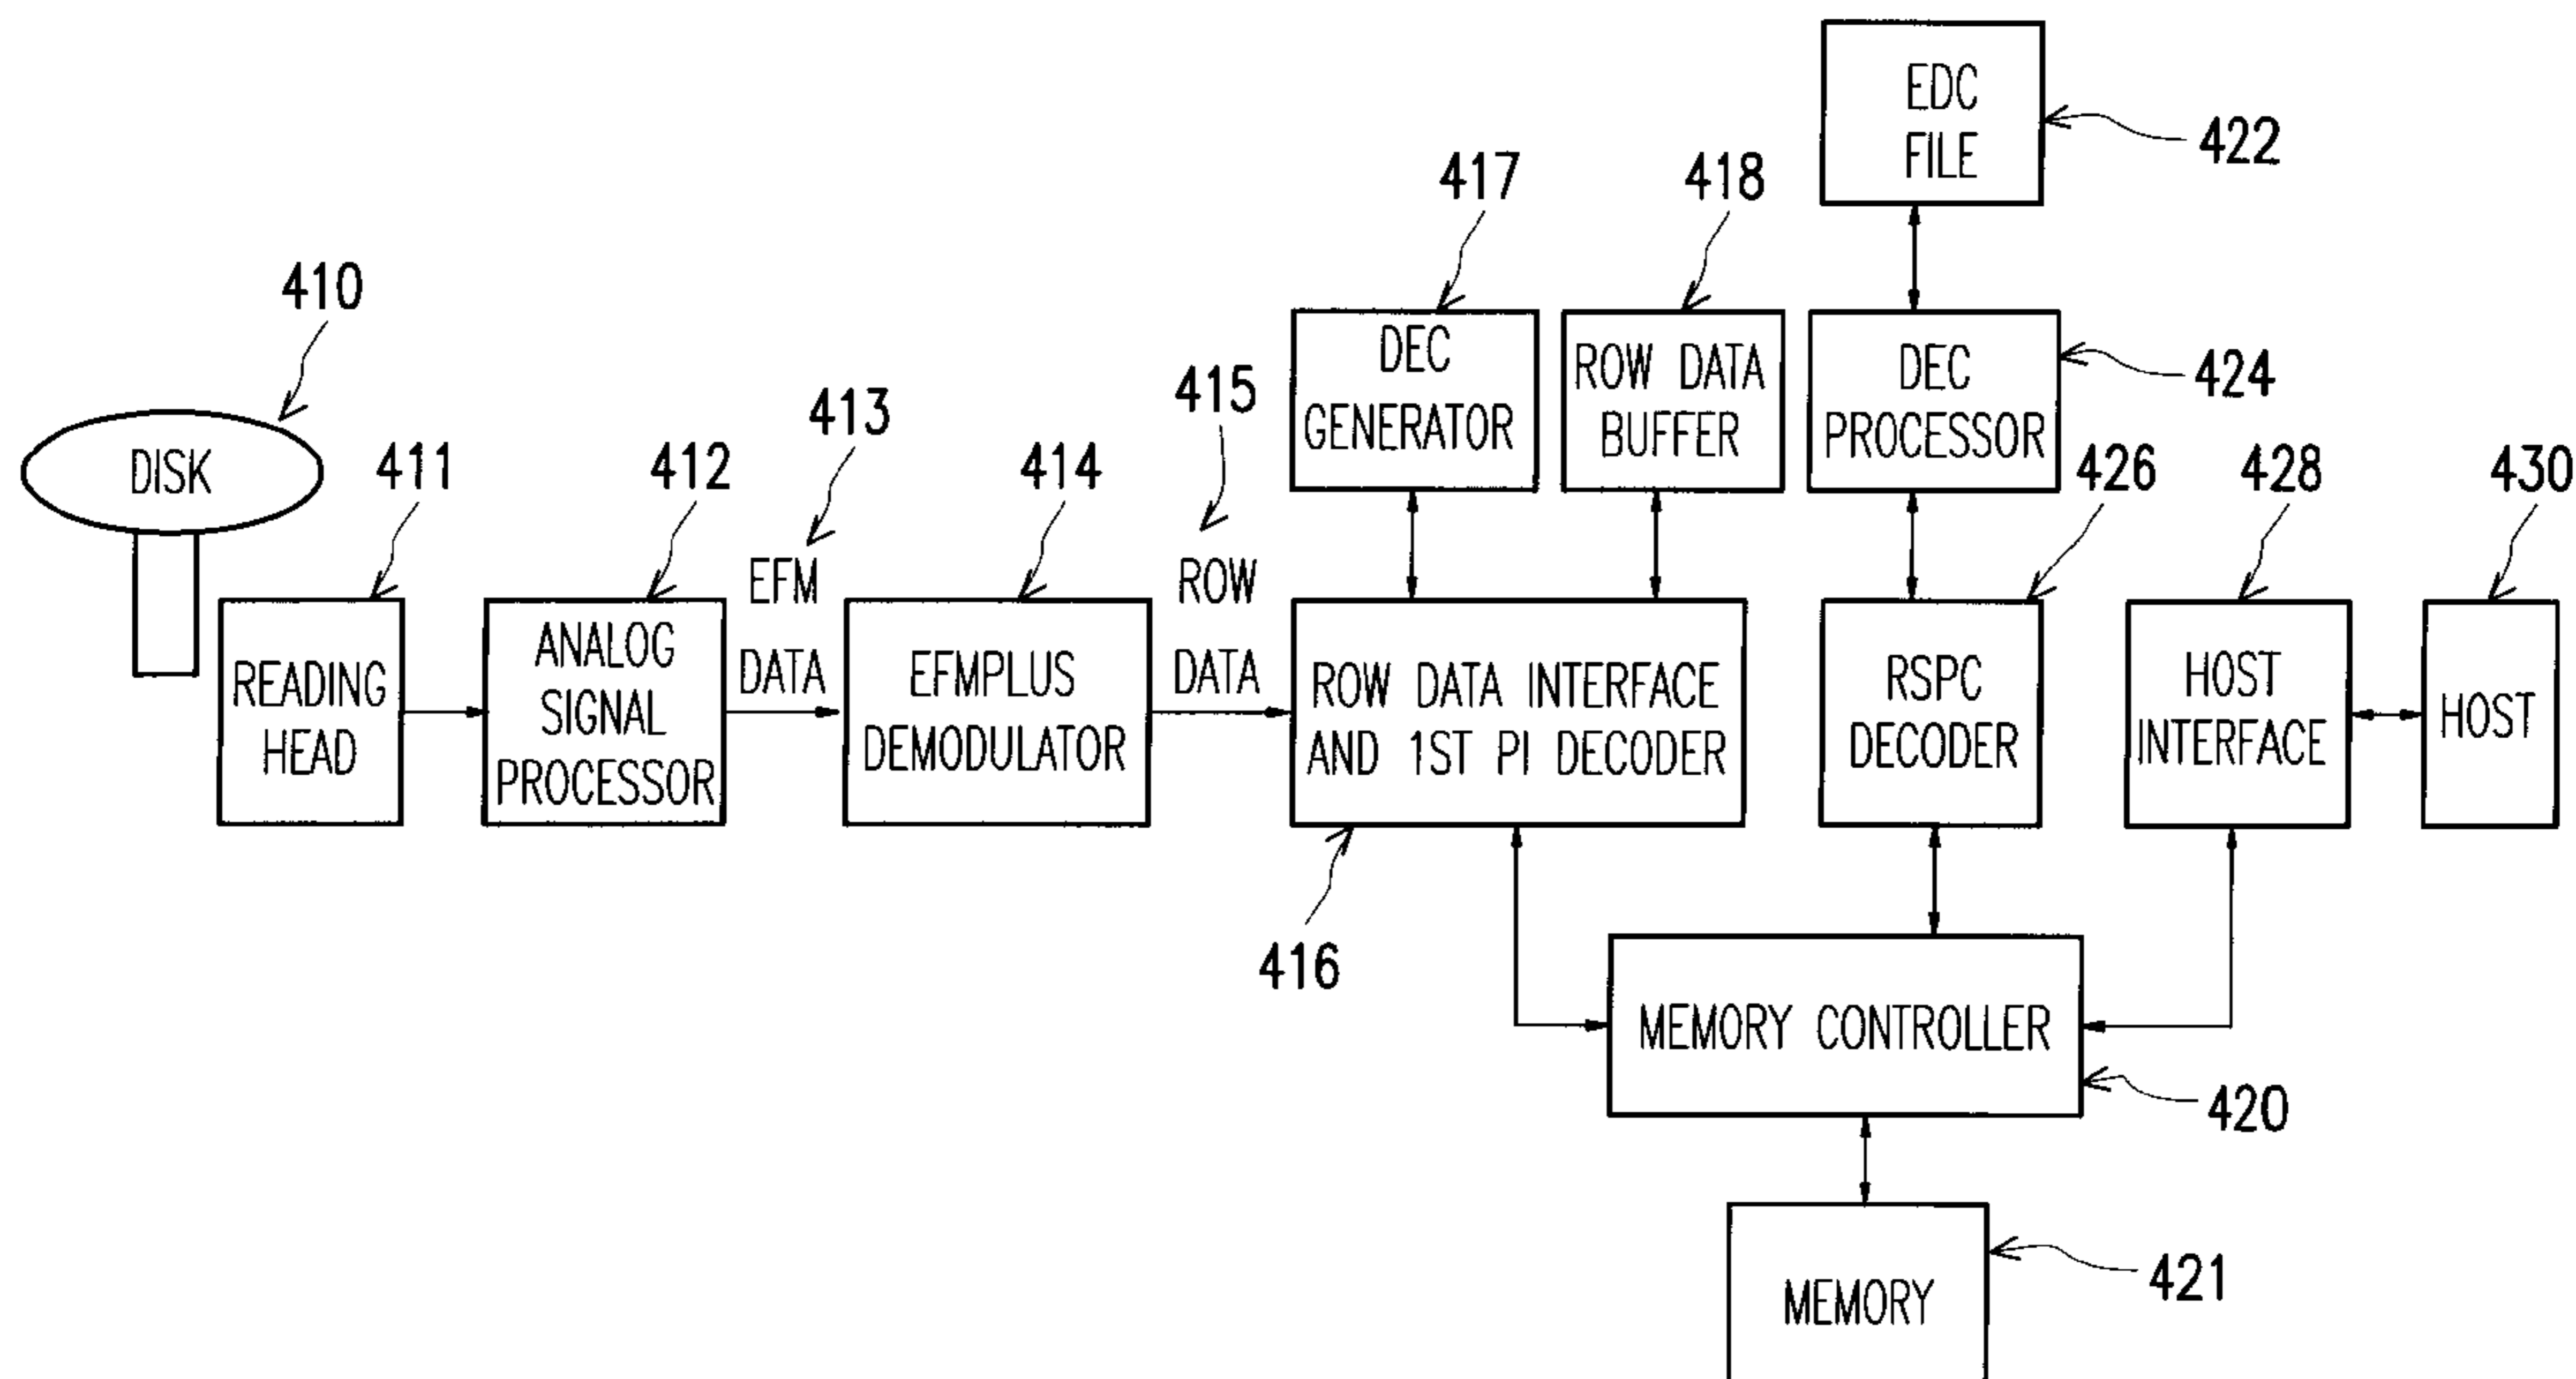 EDC
FILE
422
417
418
410
DEC
GENERATOR
ROW DATA
BUFFER
DEC
PROCESSOR
424
415
413
DISK
411
412
414
426
428
430
EFM
DATA
ROW
DATA
READING
HEAD
ANALOG
SIGNAL
PROCESSOR
EFMPLUS
DEMODULATOR
ROW DATA INTERFACE
AND 1ST PI DECODER
RSPC
DECODER
HOST
INTERFACE
HOST
416
MEMORY CONTROLLER
420
421
MEMORY